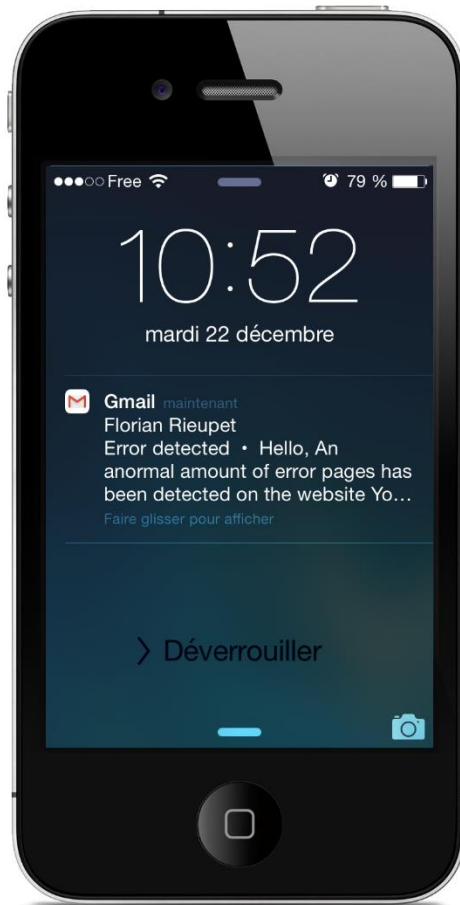 Free 79 %
10:52
mardi 22 décembre
Gmail maintenant
Florian Rieupet
Error detected • Hello, An
anormal amount of error pages has
been detected on the website Yo...
Faire glisser pour afficher
> Déverrouiller